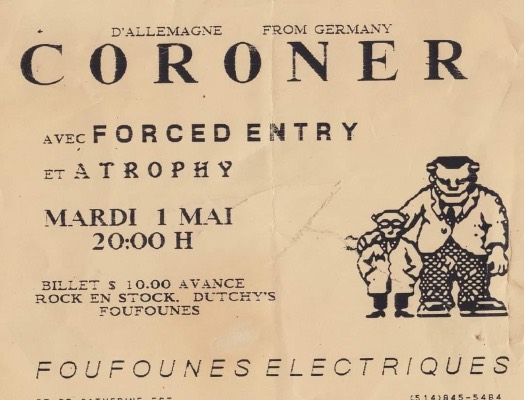 D'ALLEMAGNE FROM GERMANY
CORONER
AVEC FORCED ENTRY
ET ATROPHY
MARDI 1 MAI
20:00 H
BILLET $ 10.00 AVANCE
ROCK EN STOCK. DUTCHY'S
FOUFOUNES
FOUFOUNES ELECTRIQUES
(514)845-5484